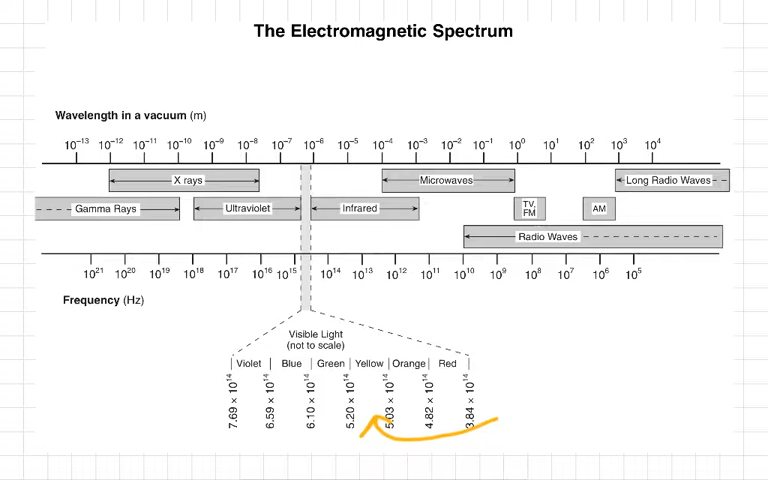 The Electromagnetic Spectrum
Wavelength in a vacuum (m)
10⁻¹³ 10⁻¹² 10⁻¹¹ 10⁻¹⁰ 10⁻⁹ 10⁻⁸ 10⁻⁷ 10⁻⁶ 10⁻⁵ 10⁻⁴ 10⁻³ 10⁻² 10⁻¹ 10⁰ 10¹ 10² 10³ 10⁴
X rays Microwaves Long Radio Waves
Gamma Rays Ultraviolet Infrared TV, FM AM
Radio Waves
10²¹ 10²⁰ 10¹⁹ 10¹⁸ 10¹⁷ 10¹⁶ 10¹⁵ 10¹⁴ 10¹³ 10¹² 10¹¹ 10¹⁰ 10⁹ 10⁸ 10⁷ 10⁶ 10⁵
Frequency (Hz)
Visible Light
(not to scale)
Violet Blue Green Yellow Orange Red
7.69 × 10¹⁴
6.59 × 10¹⁴
6.10 × 10¹⁴
5.20 × 10¹⁴
5.03 × 10¹⁴
4.82 × 10¹⁴
3.84 × 10¹⁴